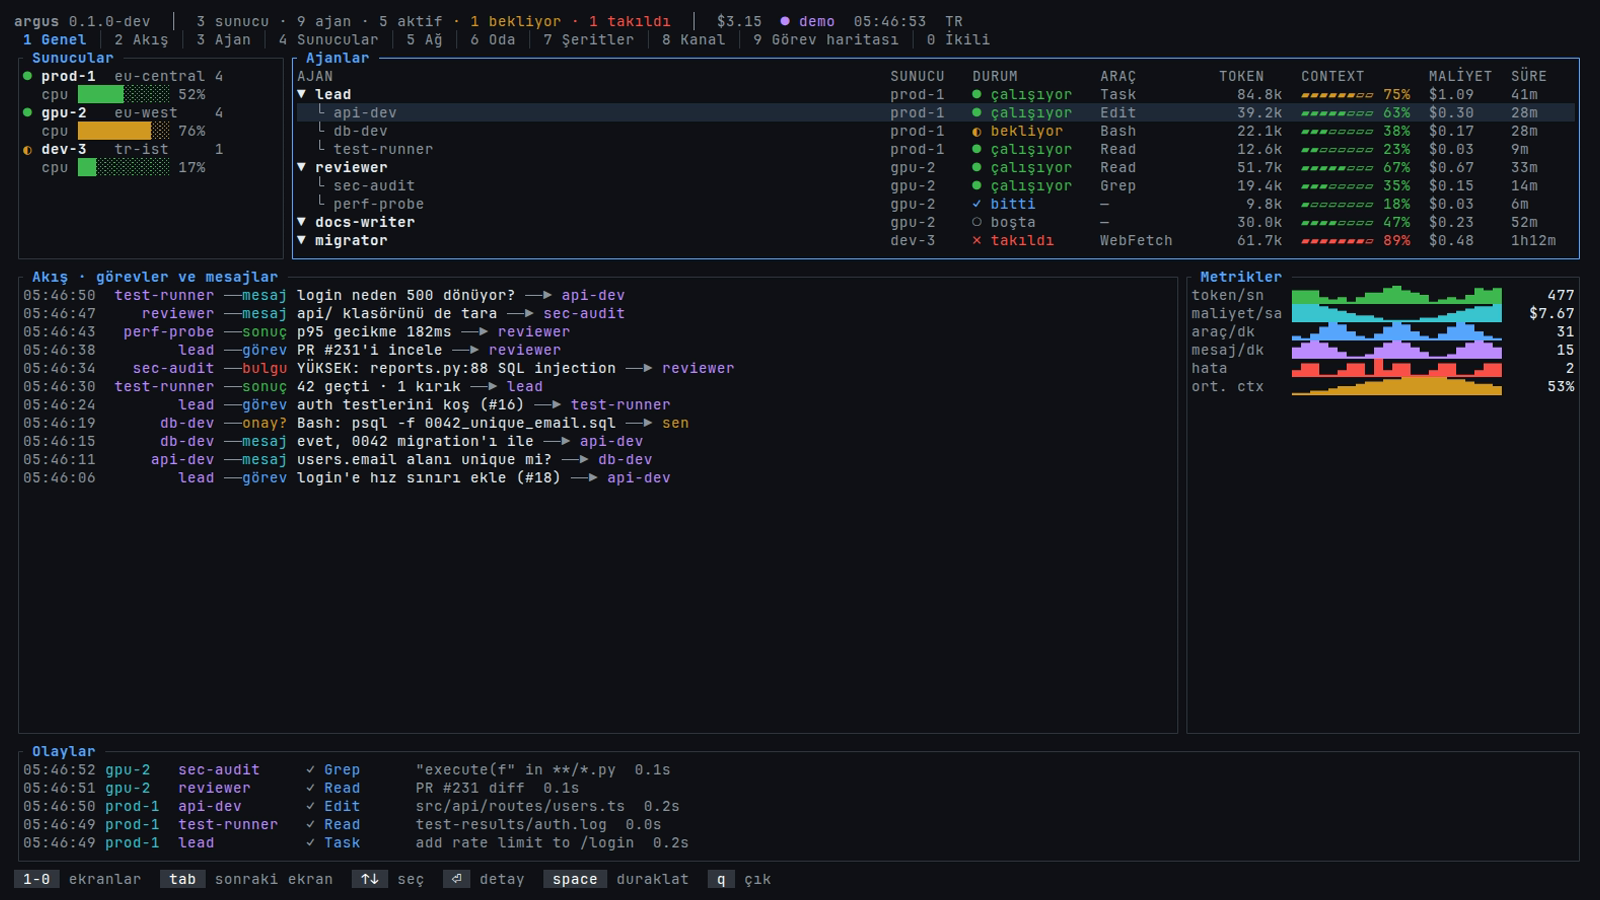 argus 0.1.0-dev │ 3 sunucu · 9 ajan · 5 aktif · 1 bekliyor · 1 takıldı │ $3.15 ● demo 05:46:53 TR
1 Genel │ 2 Akış │ 3 Ajan │ 4 Sunucular │ 5 Ağ │ 6 Oda │ 7 Şeritler │ 8 Kanal │ 9 Görev haritası │ 0 İkili
Sunucular
● prod-1 eu-central 4
cpu 52%
● gpu-2 eu-west 4
cpu 76%
◐ dev-3 tr-ist 1
cpu 17%
Ajanlar
AJAN SUNUCU DURUM ARAÇ TOKEN CONTEXT MALİYET SÜRE
▼ lead prod-1 ● çalışıyor Task 84.8k ▰▰▰▰▰▰▱▱ 75% $1.09 41m
└ api-dev prod-1 ● çalışıyor Edit 39.2k ▰▰▰▰▰▱▱▱ 63% $0.30 28m
└ db-dev prod-1 ◐ bekliyor Bash 22.1k ▰▰▰▱▱▱▱▱ 38% $0.17 28m
└ test-runner prod-1 ● çalışıyor Read 12.6k ▰▰▱▱▱▱▱▱ 23% $0.03 9m
▼ reviewer gpu-2 ● çalışıyor Read 51.7k ▰▰▰▰▰▱▱▱ 67% $0.67 33m
└ sec-audit gpu-2 ● çalışıyor Grep 19.4k ▰▰▰▱▱▱▱▱ 35% $0.15 14m
└ perf-probe gpu-2 ✓ bitti — 9.8k ▰▱▱▱▱▱▱▱ 18% $0.03 6m
▼ docs-writer gpu-2 ○ boşta — 30.0k ▰▰▰▰▱▱▱▱ 47% $0.23 52m
▼ migrator dev-3 ✕ takıldı WebFetch 61.7k ▰▰▰▰▰▰▰▱ 89% $0.48 1h12m
Akış · görevler ve mesajlar
05:46:50 test-runner ──mesaj login neden 500 dönüyor? ──▶ api-dev
05:46:47 reviewer ──mesaj api/ klasörünü de tara ──▶ sec-audit
05:46:43 perf-probe ──sonuç p95 gecikme 182ms ──▶ reviewer
05:46:38 lead ──görev PR #231'i incele ──▶ reviewer
05:46:34 sec-audit ──bulgu YÜKSEK: reports.py:88 SQL injection ──▶ reviewer
05:46:30 test-runner ──sonuç 42 geçti · 1 kırık ──▶ lead
05:46:24 lead ──görev auth testlerini koş (#16) ──▶ test-runner
05:46:19 db-dev ──onay? Bash: psql -f 0042_unique_email.sql ──▶ sen
05:46:15 db-dev ──mesaj evet, 0042 migration'ı ile ──▶ api-dev
05:46:11 api-dev ──mesaj users.email alanı unique mi? ──▶ db-dev
05:46:06 lead ──görev login'e hız sınırı ekle (#18) ──▶ api-dev
Metrikler
token/sn 477
maliyet/sa $7.67
araç/dk 31
mesaj/dk 15
hata 2
ort. ctx 53%
Olaylar
05:46:52 gpu-2 sec-audit ✓ Grep "execute(f" in **/*.py 0.1s
05:46:51 gpu-2 reviewer ✓ Read PR #231 diff 0.1s
05:46:50 prod-1 api-dev ✓ Edit src/api/routes/users.ts 0.2s
05:46:49 prod-1 test-runner ✓ Read test-results/auth.log 0.0s
05:46:49 prod-1 lead ✓ Task add rate limit to /login 0.2s
1-0 ekranlar tab sonraki ekran ↑↓ seç ⏎ detay space duraklat q çık